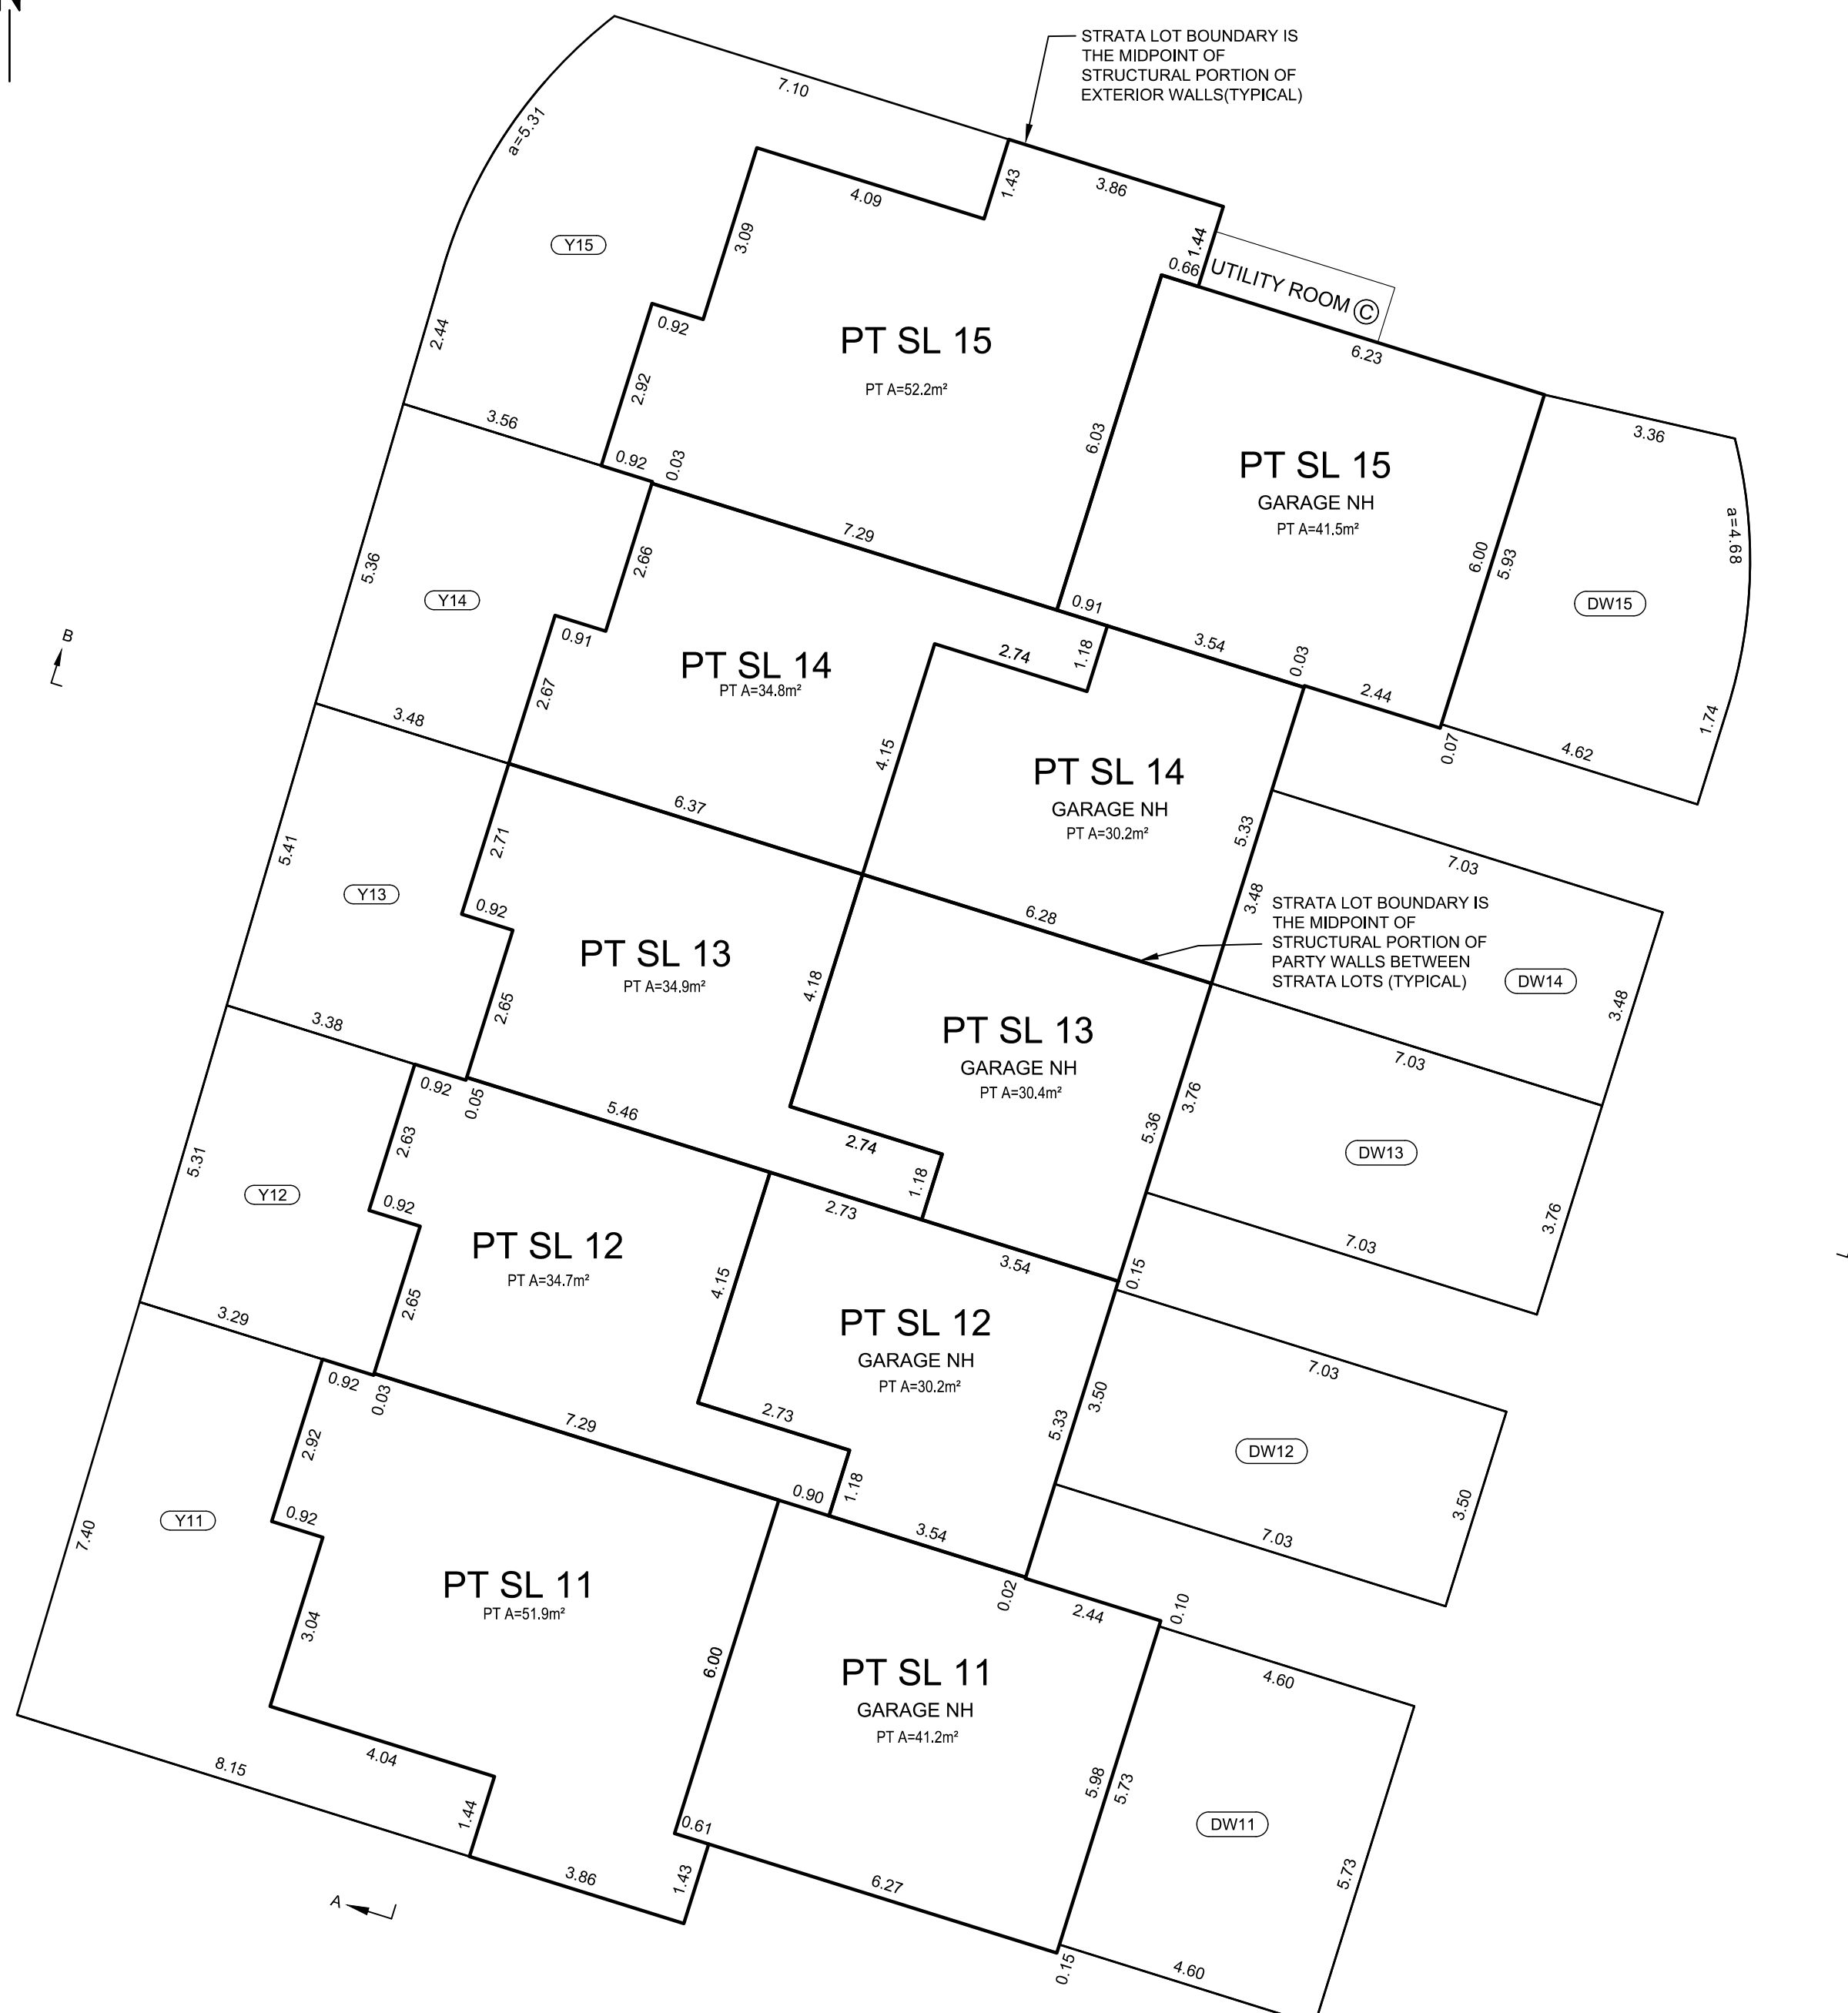 N
STRATA LOT BOUNDARY IS
THE MIDPOINT OF
STRUCTURAL PORTION OF
EXTERIOR WALLS(TYPICAL)
7.10
a=5.31
1.43
3.86
4.09
3.09
1.44
0.66
UTILITY ROOM C
Y15
2.44
0.92
PT SL 15
PT A=52.2m²
6.23
2.92
3.56
0.92
0.03
6.03
PT SL 15
GARAGE NH
PT A=41.5m²
3.36
a=4.68
6.00
5.93
DW15
7.29
5.36
2.66
Y14
0.91
0.91
3.54
0.03
1.18
2.74
PT SL 14
PT A=34.8m²
2.67
2.44
1.74
0.07
4.62
B
3.48
4.15
PT SL 14
GARAGE NH
PT A=30.2m²
6.37
5.33
7.03
5.41
2.71
Y13
0.92
6.28
3.48
STRATA LOT BOUNDARY IS
THE MIDPOINT OF
STRUCTURAL PORTION OF
PARTY WALLS BETWEEN
STRATA LOTS (TYPICAL)
DW14
3.48
PT SL 13
PT A=34.9m²
4.18
2.65
3.38
PT SL 13
GARAGE NH
PT A=30.4m²
7.03
0.92
0.05
5.46
3.76
5.36
DW13
2.63
2.74
5.31
1.18
Y12
0.92
2.73
3.54
7.03
3.76
PT SL 12
PT A=34.7m²
4.15
0.15
2.65
3.29
PT SL 12
GARAGE NH
PT A=30.2m²
7.03
0.92
0.03
7.29
2.73
3.50
5.33
DW12
2.92
0.90
1.18
3.50
Y11
0.92
3.54
7.03
7.40
PT SL 11
PT A=51.9m²
3.04
0.02
2.44
0.10
6.00
PT SL 11
GARAGE NH
PT A=41.2m²
4.60
8.15
4.04
5.98
5.73
1.44
0.61
DW11
3.86
1.43
6.27
5.73
A
0.15
4.60